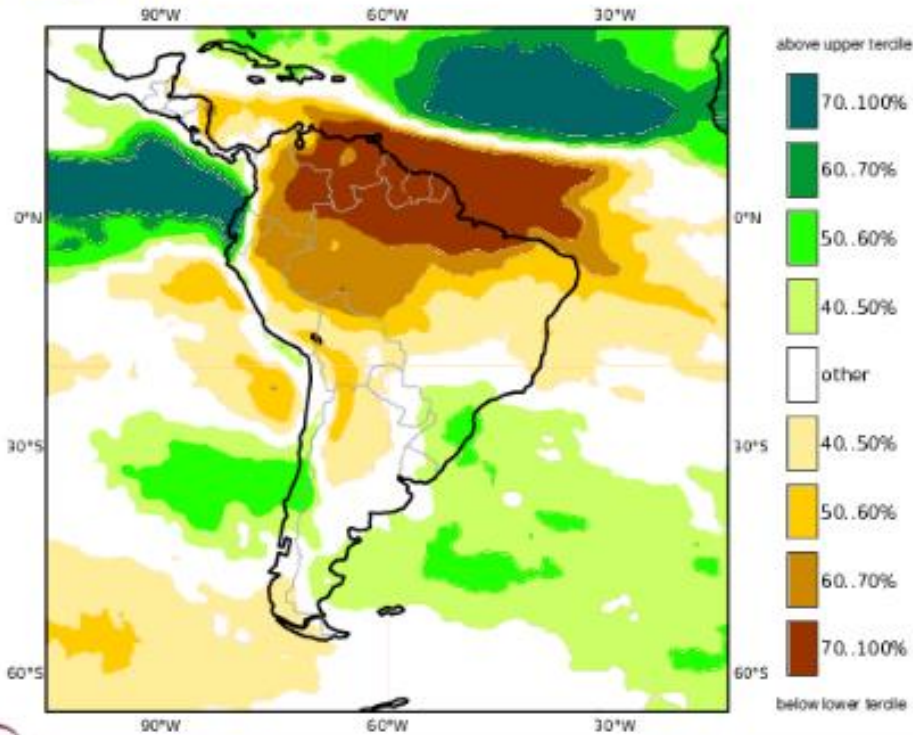 90°W 60°W 30°W
above upper tercile
70..100%
60..70%
0°N 0°N
50..60%
40..50%
other
40..50%
30°S 30°S
50..60%
60..70%
70..100%
60°S 60°S
below lower tercile
90°W 60°W 30°W